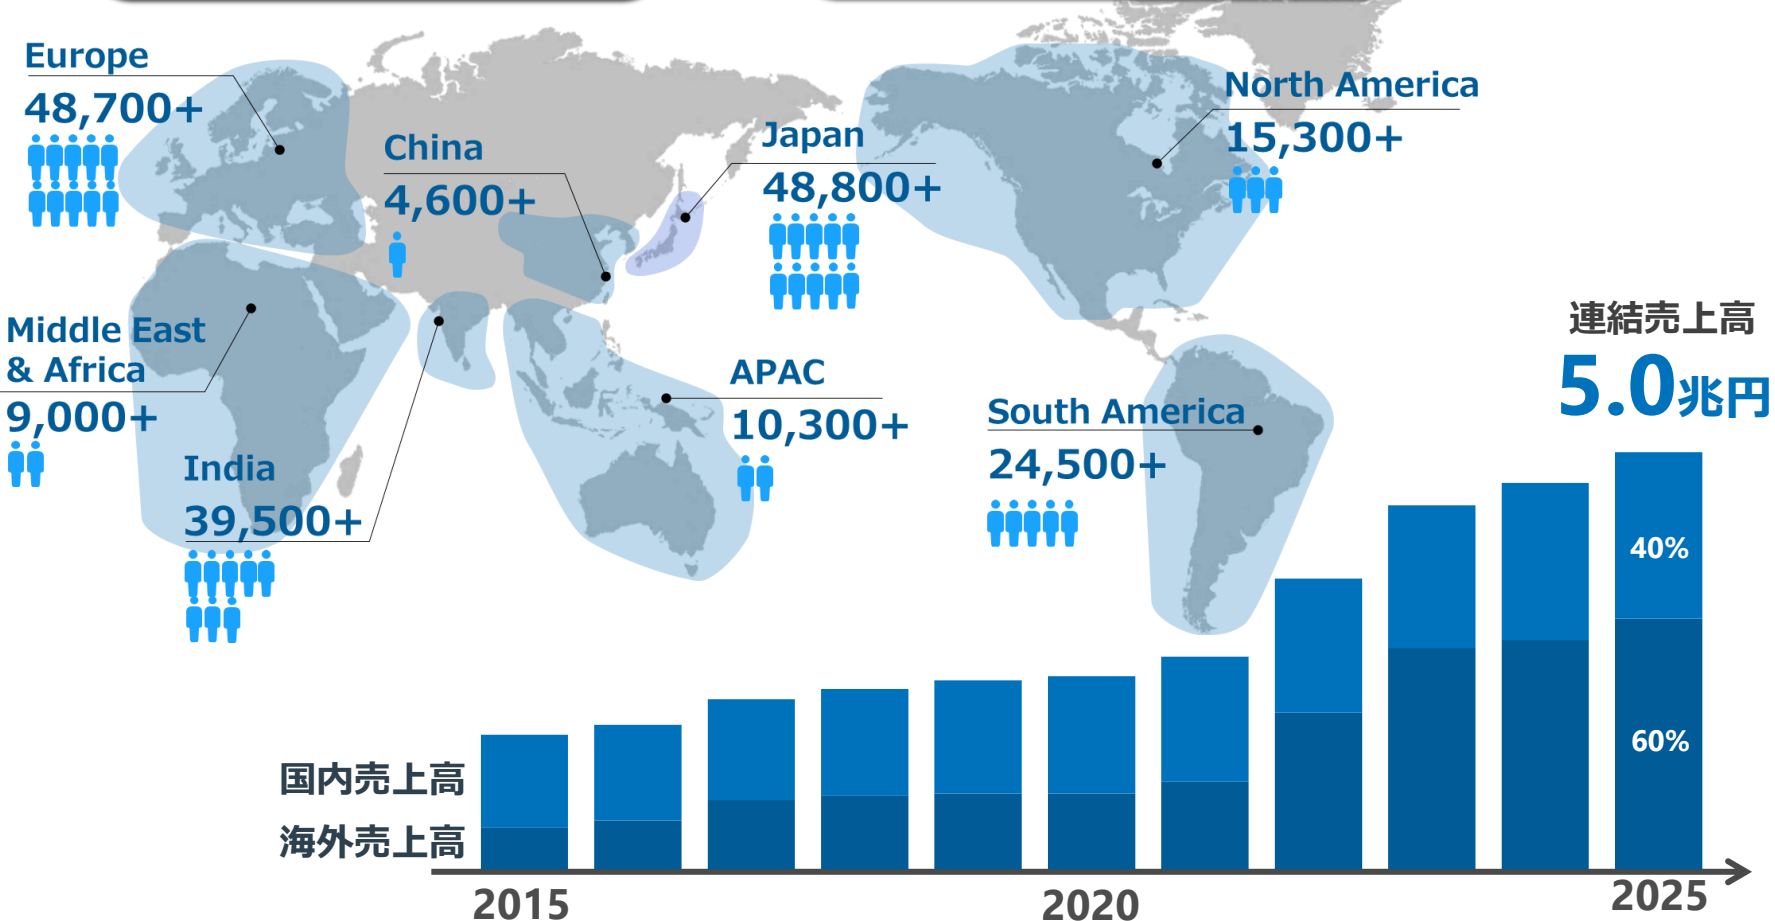 Europe
48,700+
China
4,600+
Japan
48,800+
North America
15,300+
Middle East
& Africa
9,000+
India
39,500+
APAC
10,300+
South America
24,500+
連結売上高
5.0兆円
40%
60%
国内売上高
海外売上高
2015
2020
2025